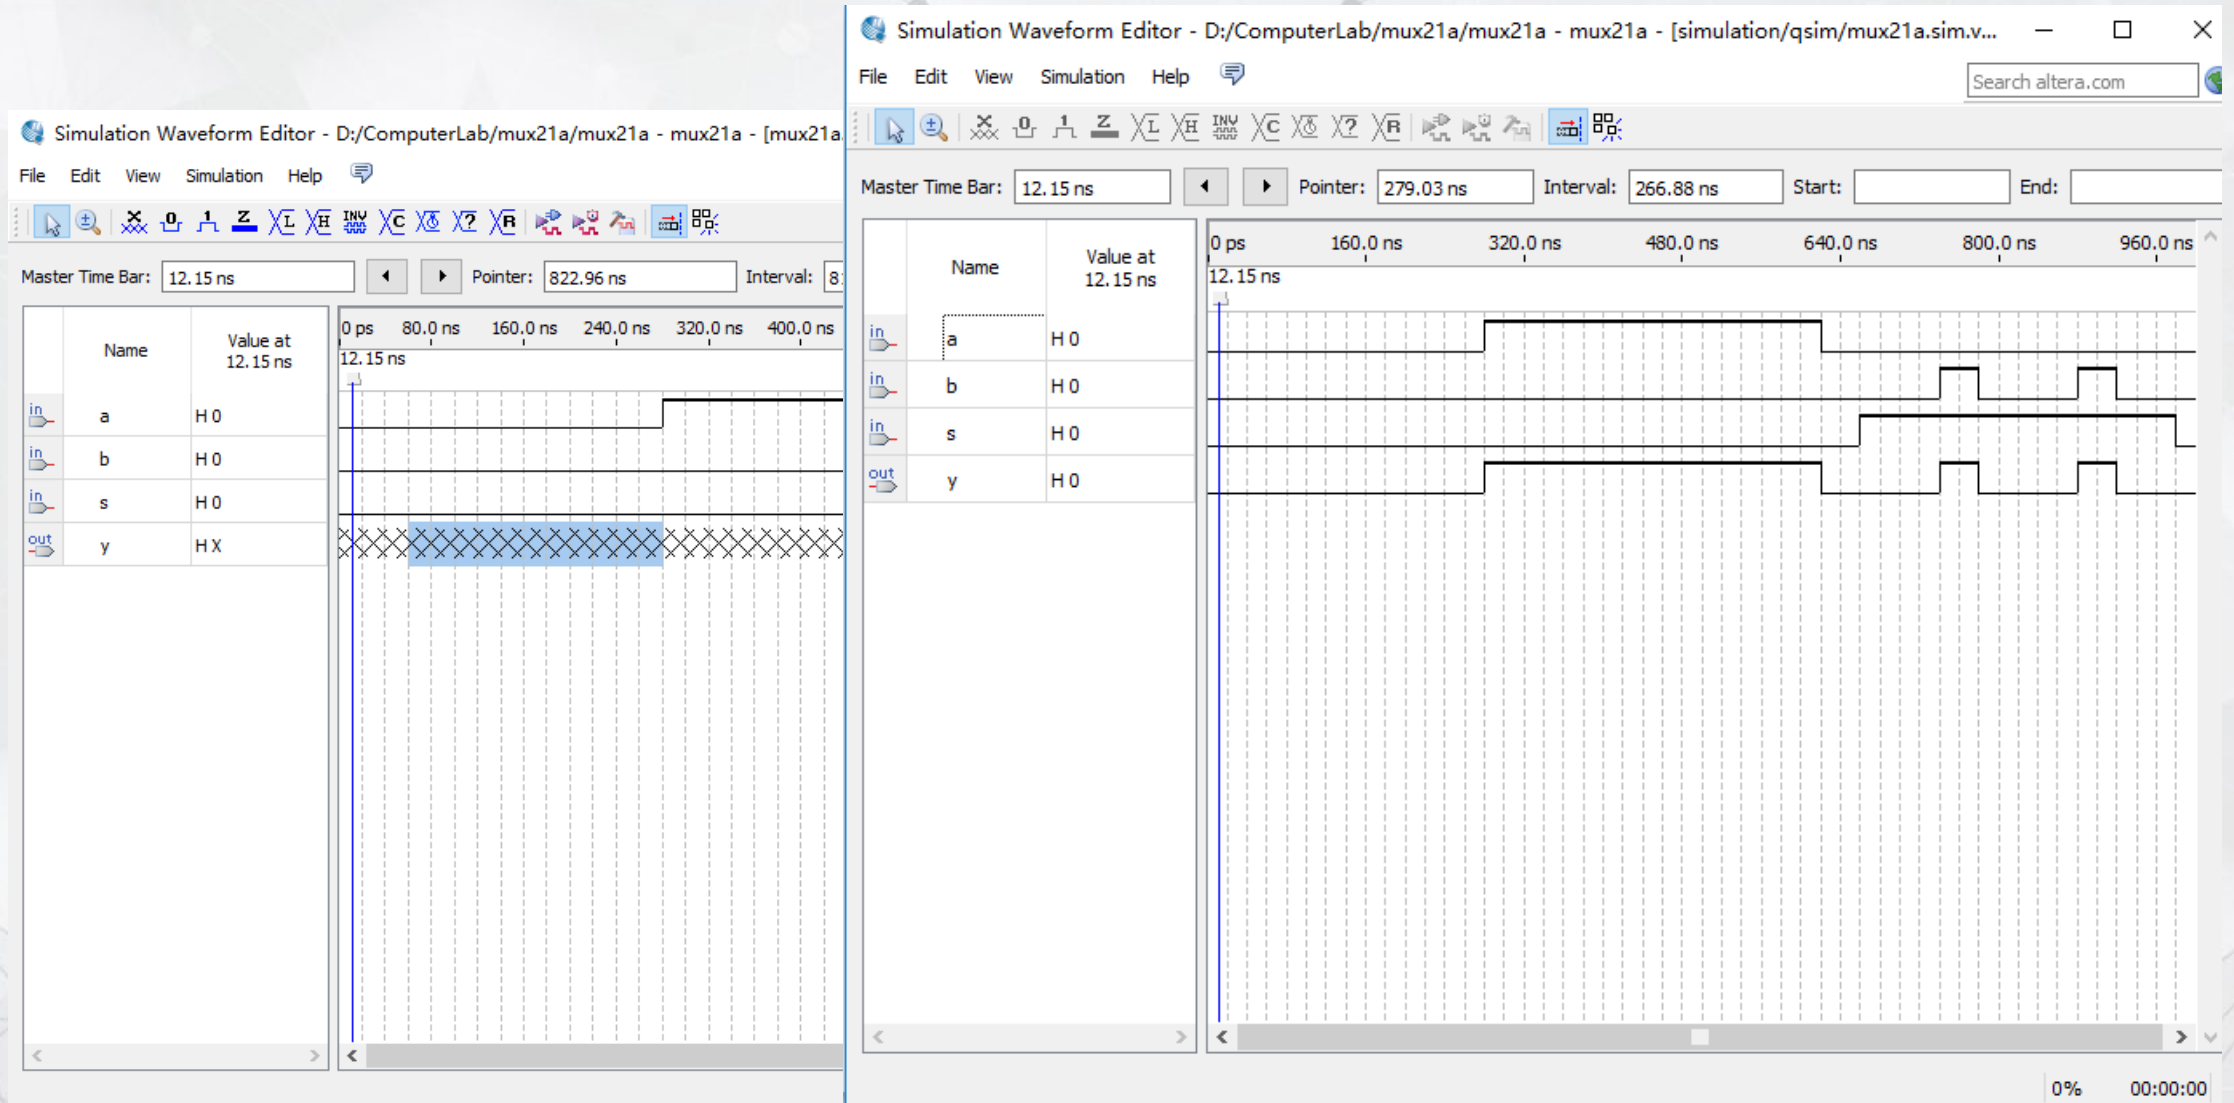 Simulation Waveform Editor - D:/ComputerLab/mux21a/mux21a - mux21a - [mux21a.
File Edit View Simulation Help
Master Time Bar: 12.15 ns Pointer: 822.96 ns Interval: 8
Name Value at 12.15 ns
0 ps 80.0 ns 160.0 ns 240.0 ns 320.0 ns 400.0 ns
12.15 ns
in a H 0
in b H 0
in s H 0
out y H X
Simulation Waveform Editor - D:/ComputerLab/mux21a/mux21a - mux21a - [simulation/qsim/mux21a.sim.v...
File Edit View Simulation Help
Search altera.com
Master Time Bar: 12.15 ns Pointer: 279.03 ns Interval: 266.88 ns Start: End:
Name Value at 12.15 ns
0 ps 160.0 ns 320.0 ns 480.0 ns 640.0 ns 800.0 ns 960.0 ns
12.15 ns
in a H 0
in b H 0
in s H 0
out y H 0
0% 00:00:00